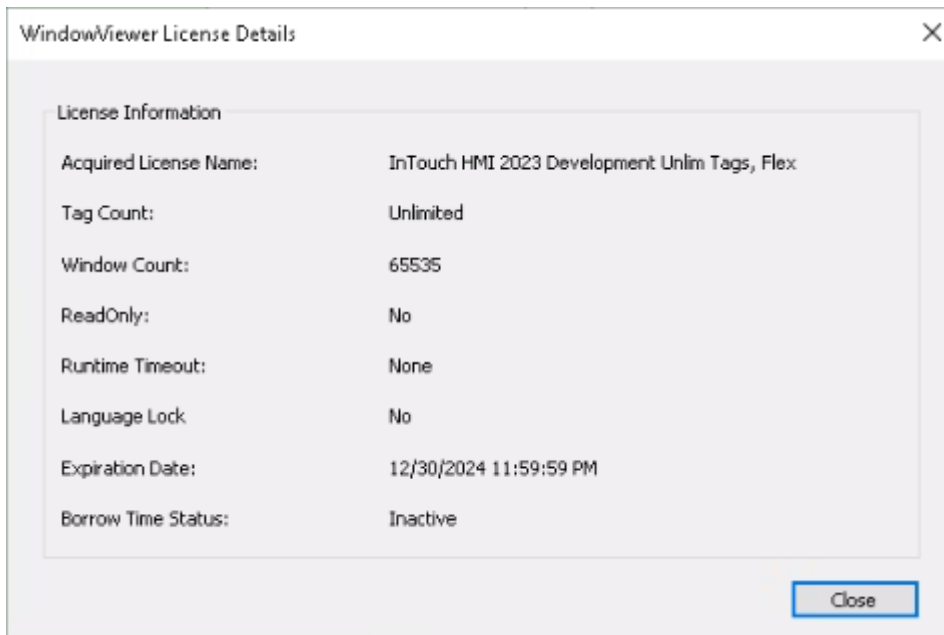 WindowViewer License Details
License Information
Acquired License Name: InTouch HMI 2023 Development Unlim Tags, Flex
Tag Count: Unlimited
Window Count: 65535
ReadOnly: No
Runtime Timeout: None
Language Lock No
Expiration Date: 12/30/2024 11:59:59 PM
Borrow Time Status: Inactive
Close